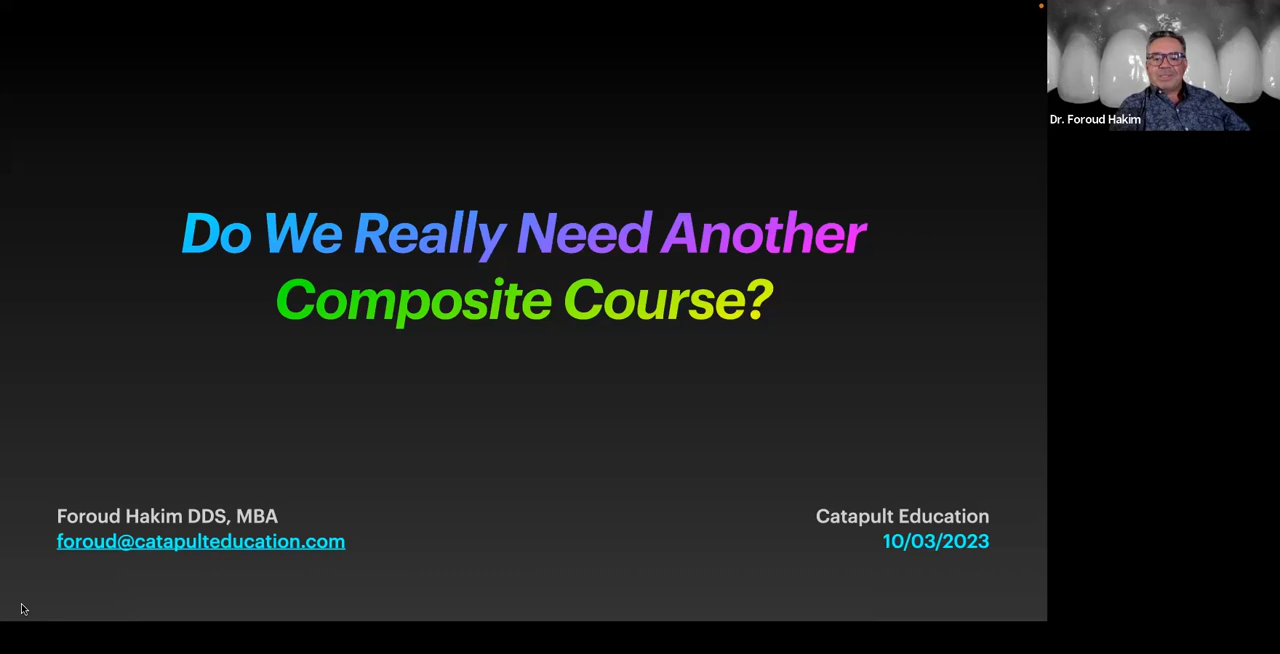 Do We Really Need Another
Composite Course?
Foroud Hakim DDS, MBA
foroud@catapulteducation.com
Catapult Education
10/03/2023
Dr. Foroud Hakim